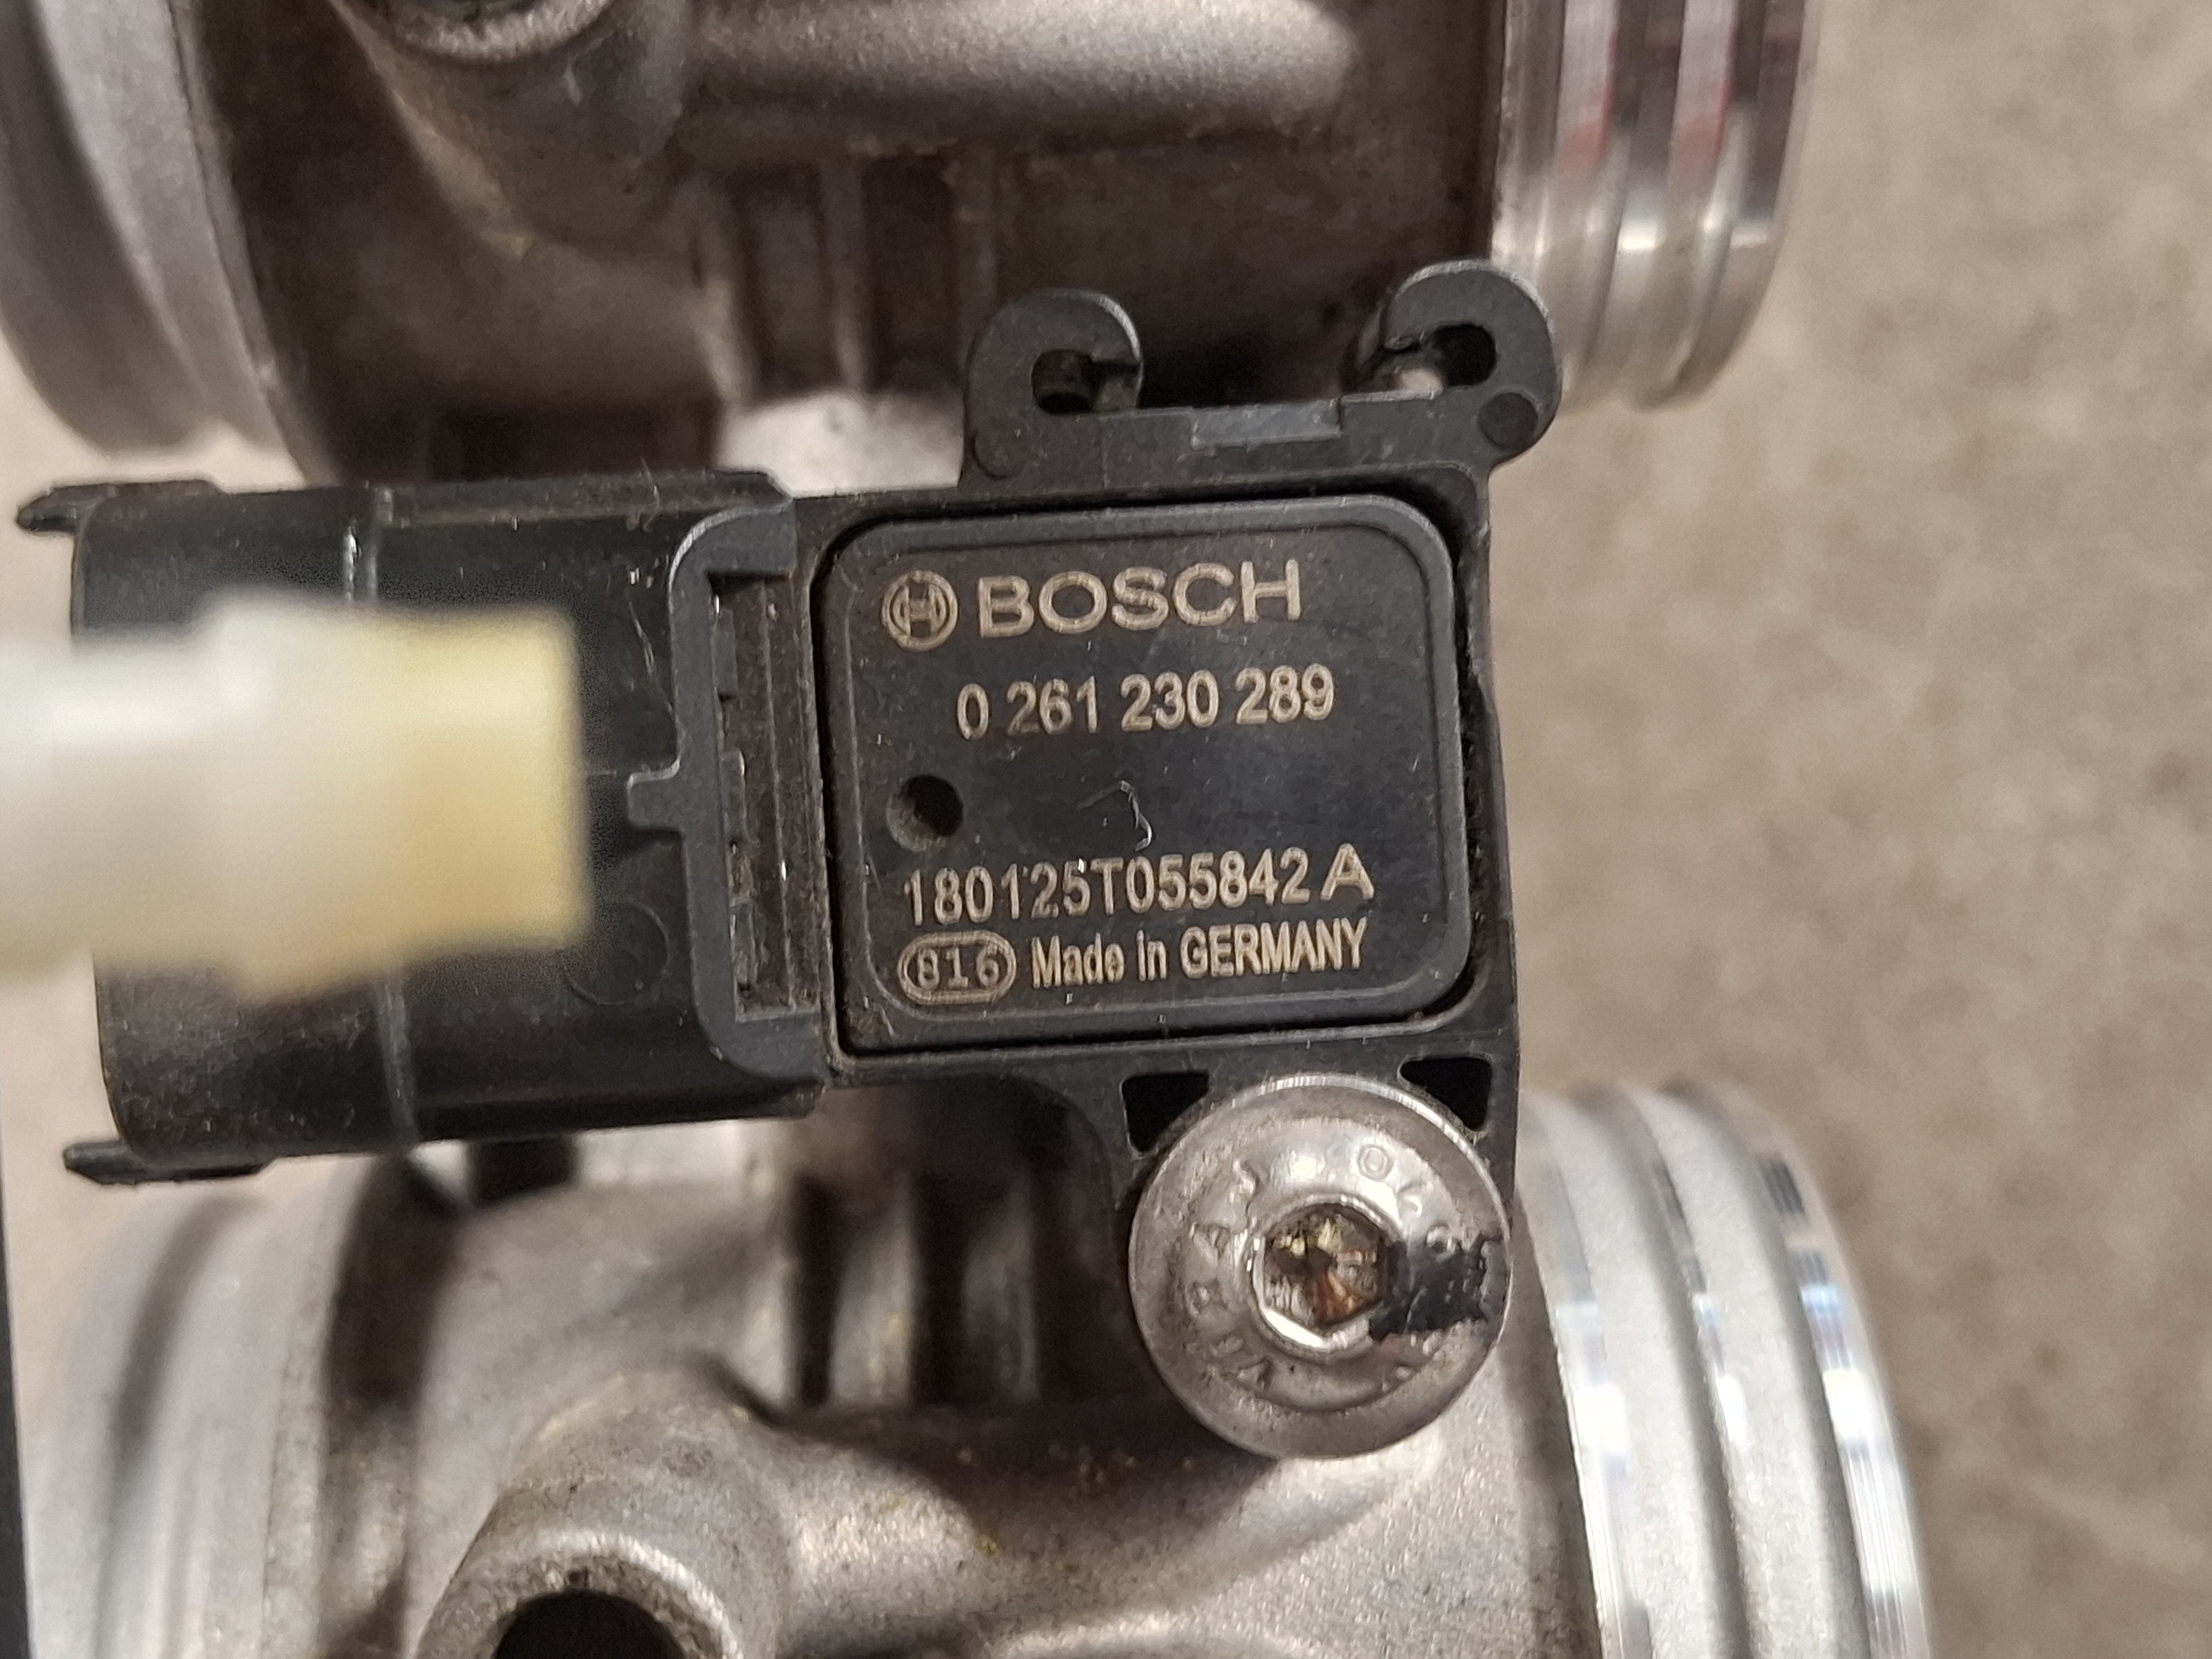 BOSCH
0 261 230 289
180125T055842 A
816 Made in GERMANY